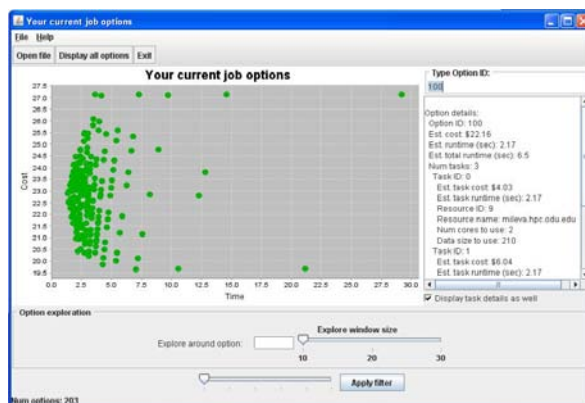 Your current job options
File Help
Open file Display all options Exit
Your current job options
27.5
27.0
26.5
26.0
25.5
25.0
24.5
24.0
23.5
23.0
22.5
22.0
21.5
21.0
20.5
20.0
19.5
Cost
0.0 2.5 5.0 7.5 10.0 12.5 15.0 17.5 20.0 22.5 25.0 27.5 30.0
Time
Type Option ID:
100
Option details:
Option ID: 100
Est. cost: $22.16
Est. runtime (sec): 2.17
Est. total runtime (sec): 6.5
Num tasks: 3
Task ID: 0
Est. task cost: $4.03
Est. task runtime (sec): 2.17
Resource ID: 9
Resource name: mileva.hpc.odu.edu
Num cores to use: 2
Data size to use: 210
Task ID: 1
Est. task cost: $6.04
Est. task runtime (sec): 2.17
Display task details as well
Option exploration
Explore window size
Explore around option:
10 20 30
Apply filter
Num options: 203